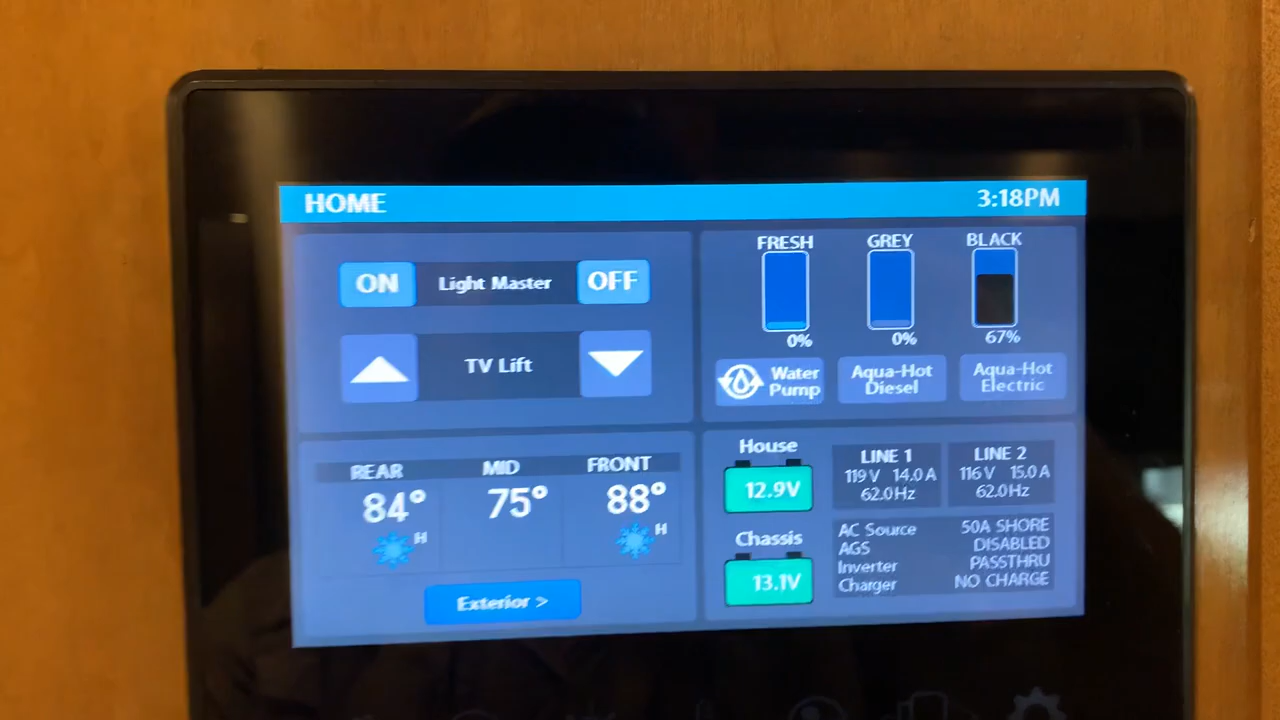 HOME 3:18PM
ON Light Master OFF
TV Lift
FRESH GREY BLACK
0% 0% 67%
Water Pump
Aqua-Hot Diesel
Aqua-Hot Electric
REAR MID FRONT
84° 75° 88°
H H
Exterior >
House
12.9V
Chassis
13.1V
LINE 1
119 V 14.0 A
62.0Hz
LINE 2
116 V 15.0 A
62.0Hz
AC Source 50A SHORE
AGS DISABLED
Inverter PASSTHRU
Charger NO CHARGE